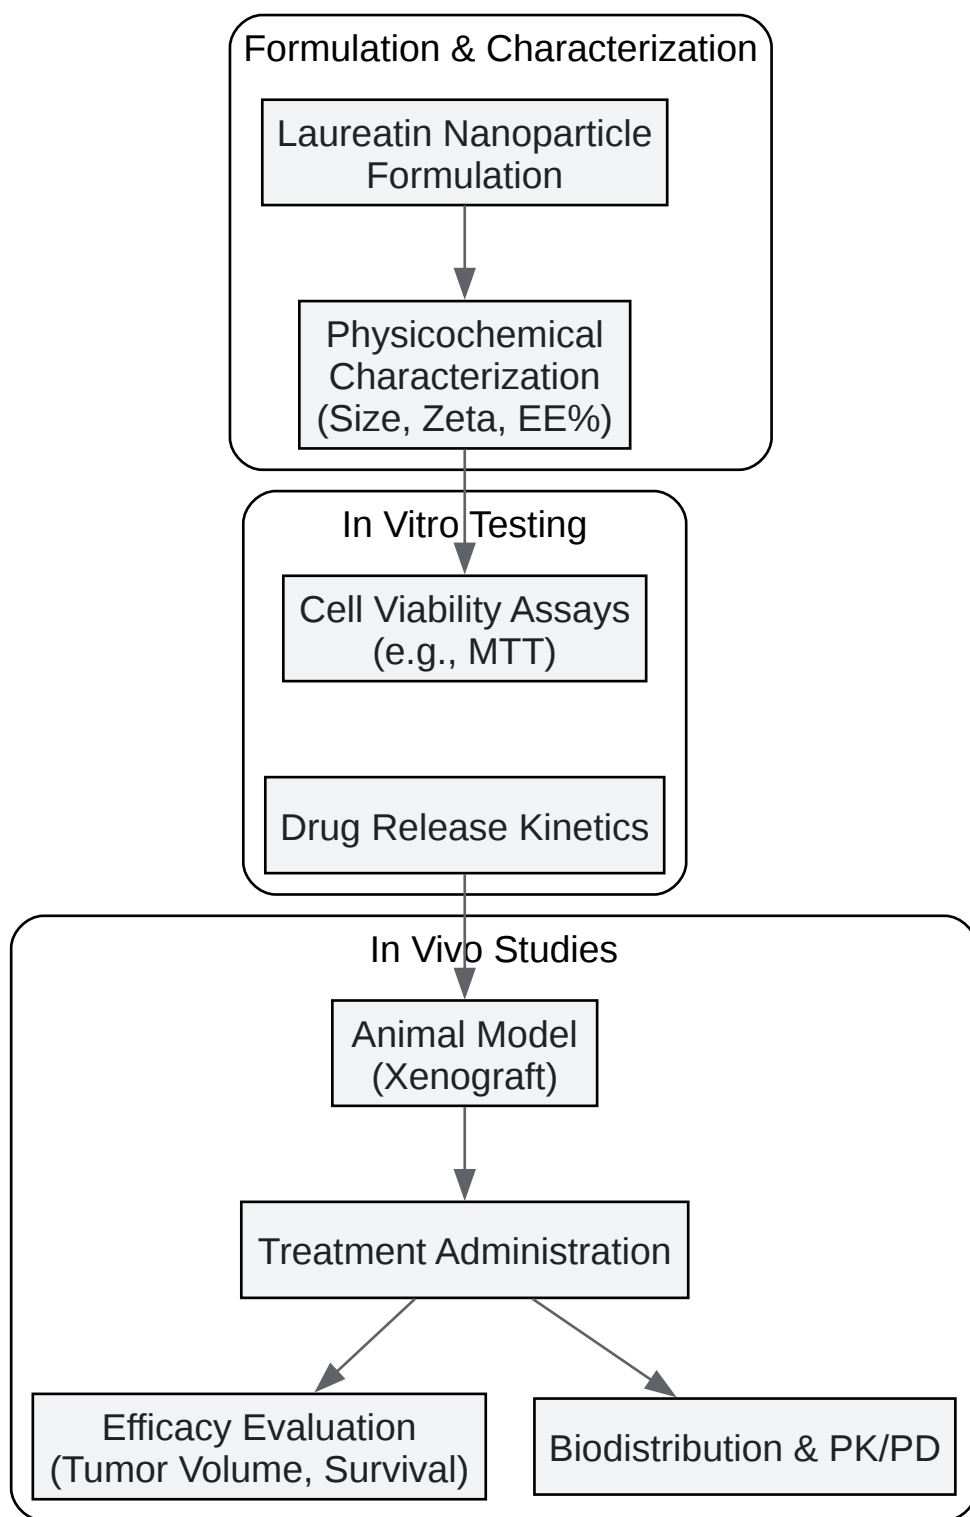 Formulation & Characterization
Laureatin Nanoparticle
Formulation
Physicochemical
Characterization
(Size, Zeta, EE%)
In Vitro Testing
Cell Viability Assays
(e.g., MTT)
Drug Release Kinetics
In Vivo Studies
Animal Model
(Xenograft)
Treatment Administration
Efficacy Evaluation
(Tumor Volume, Survival)
Biodistribution & PK/PD